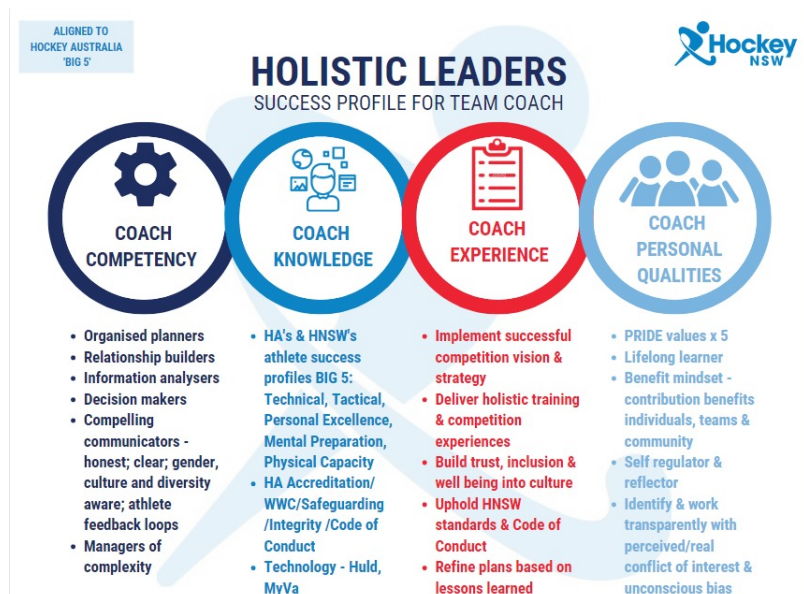 ALIGNED TO
HOCKEY AUSTRALIA
'BIG 5'
Hockey
NSW
HOLISTIC LEADERS
SUCCESS PROFILE FOR TEAM COACH
COACH
COMPETENCY
COACH
KNOWLEDGE
COACH
EXPERIENCE
COACH
PERSONAL
QUALITIES
• Organised planners
• Relationship builders
• Information analysers
• Decision makers
• Compelling
communicators -
honest; clear; gender,
culture and diversity
aware; athlete
feedback loops
• Managers of
complexity
• HA's & HNSW's
athlete success
profiles BIG 5:
Technical, Tactical,
Personal Excellence,
Mental Preparation,
Physical Capacity
• HA Accreditation/
WWC/Safeguarding
/Integrity /Code of
Conduct
• Technology - Huld,
MyVa
• Implement successful
competition vision &
strategy
• Deliver holistic training
& competition
experiences
• Build trust, inclusion &
well being into culture
• Uphold HNSW
standards & Code of
Conduct
• Refine plans based on
lessons learned
• PRIDE values x 5
• Lifelong learner
• Benefit mindset -
contribution benefits
individuals, teams &
community
• Self regulator &
reflector
• Identify & work
transparently with
perceived/real
conflict of interest &
unconscious bias